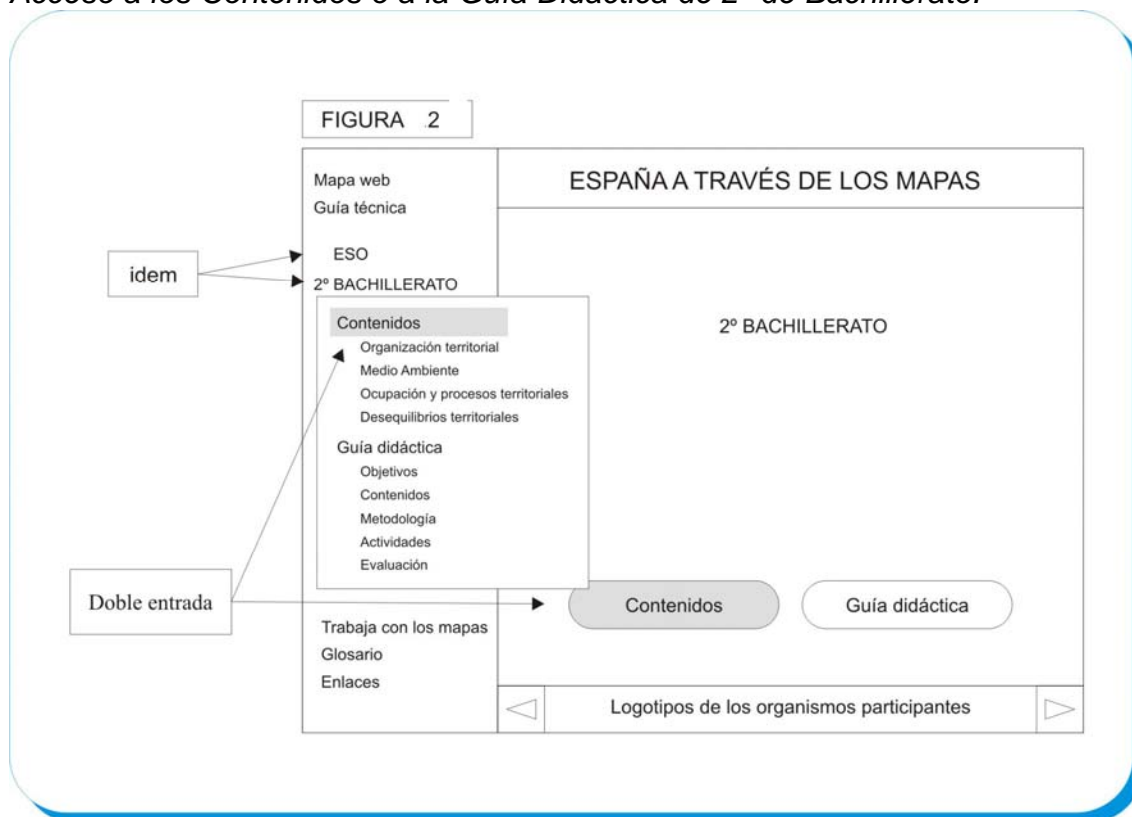 Acceso a los Contenidos o a la Guía Didáctica de 2º de Bachillerato.
FIGURA .2
Mapa web
Guía técnica
ESO
2º BACHILLERATO
idem
Contenidos
Organización territorial
Medio Ambiente
Ocupación y procesos territoriales
Desequilibrios territoriales
Guía didáctica
Objetivos
Contenidos
Metodología
Actividades
Evaluación
Doble entrada
Trabaja con los mapas
Glosario
Enlaces
ESPAÑA A TRAVÉS DE LOS MAPAS
2º BACHILLERATO
Contenidos
Guía didáctica
Logotipos de los organismos participantes